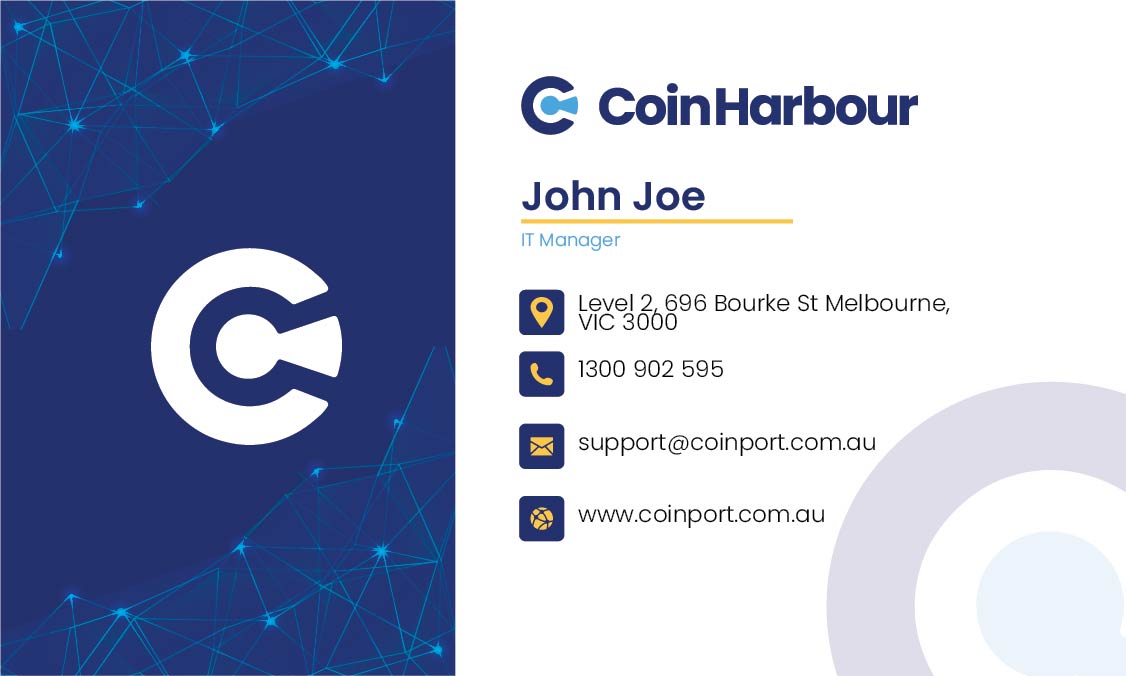 CoinHarbour
John Joe
IT Manager
Level 2, 696 Bourke St Melbourne,
VIC 3000
1300 902 595
support@coinport.com.au
www.coinport.com.au